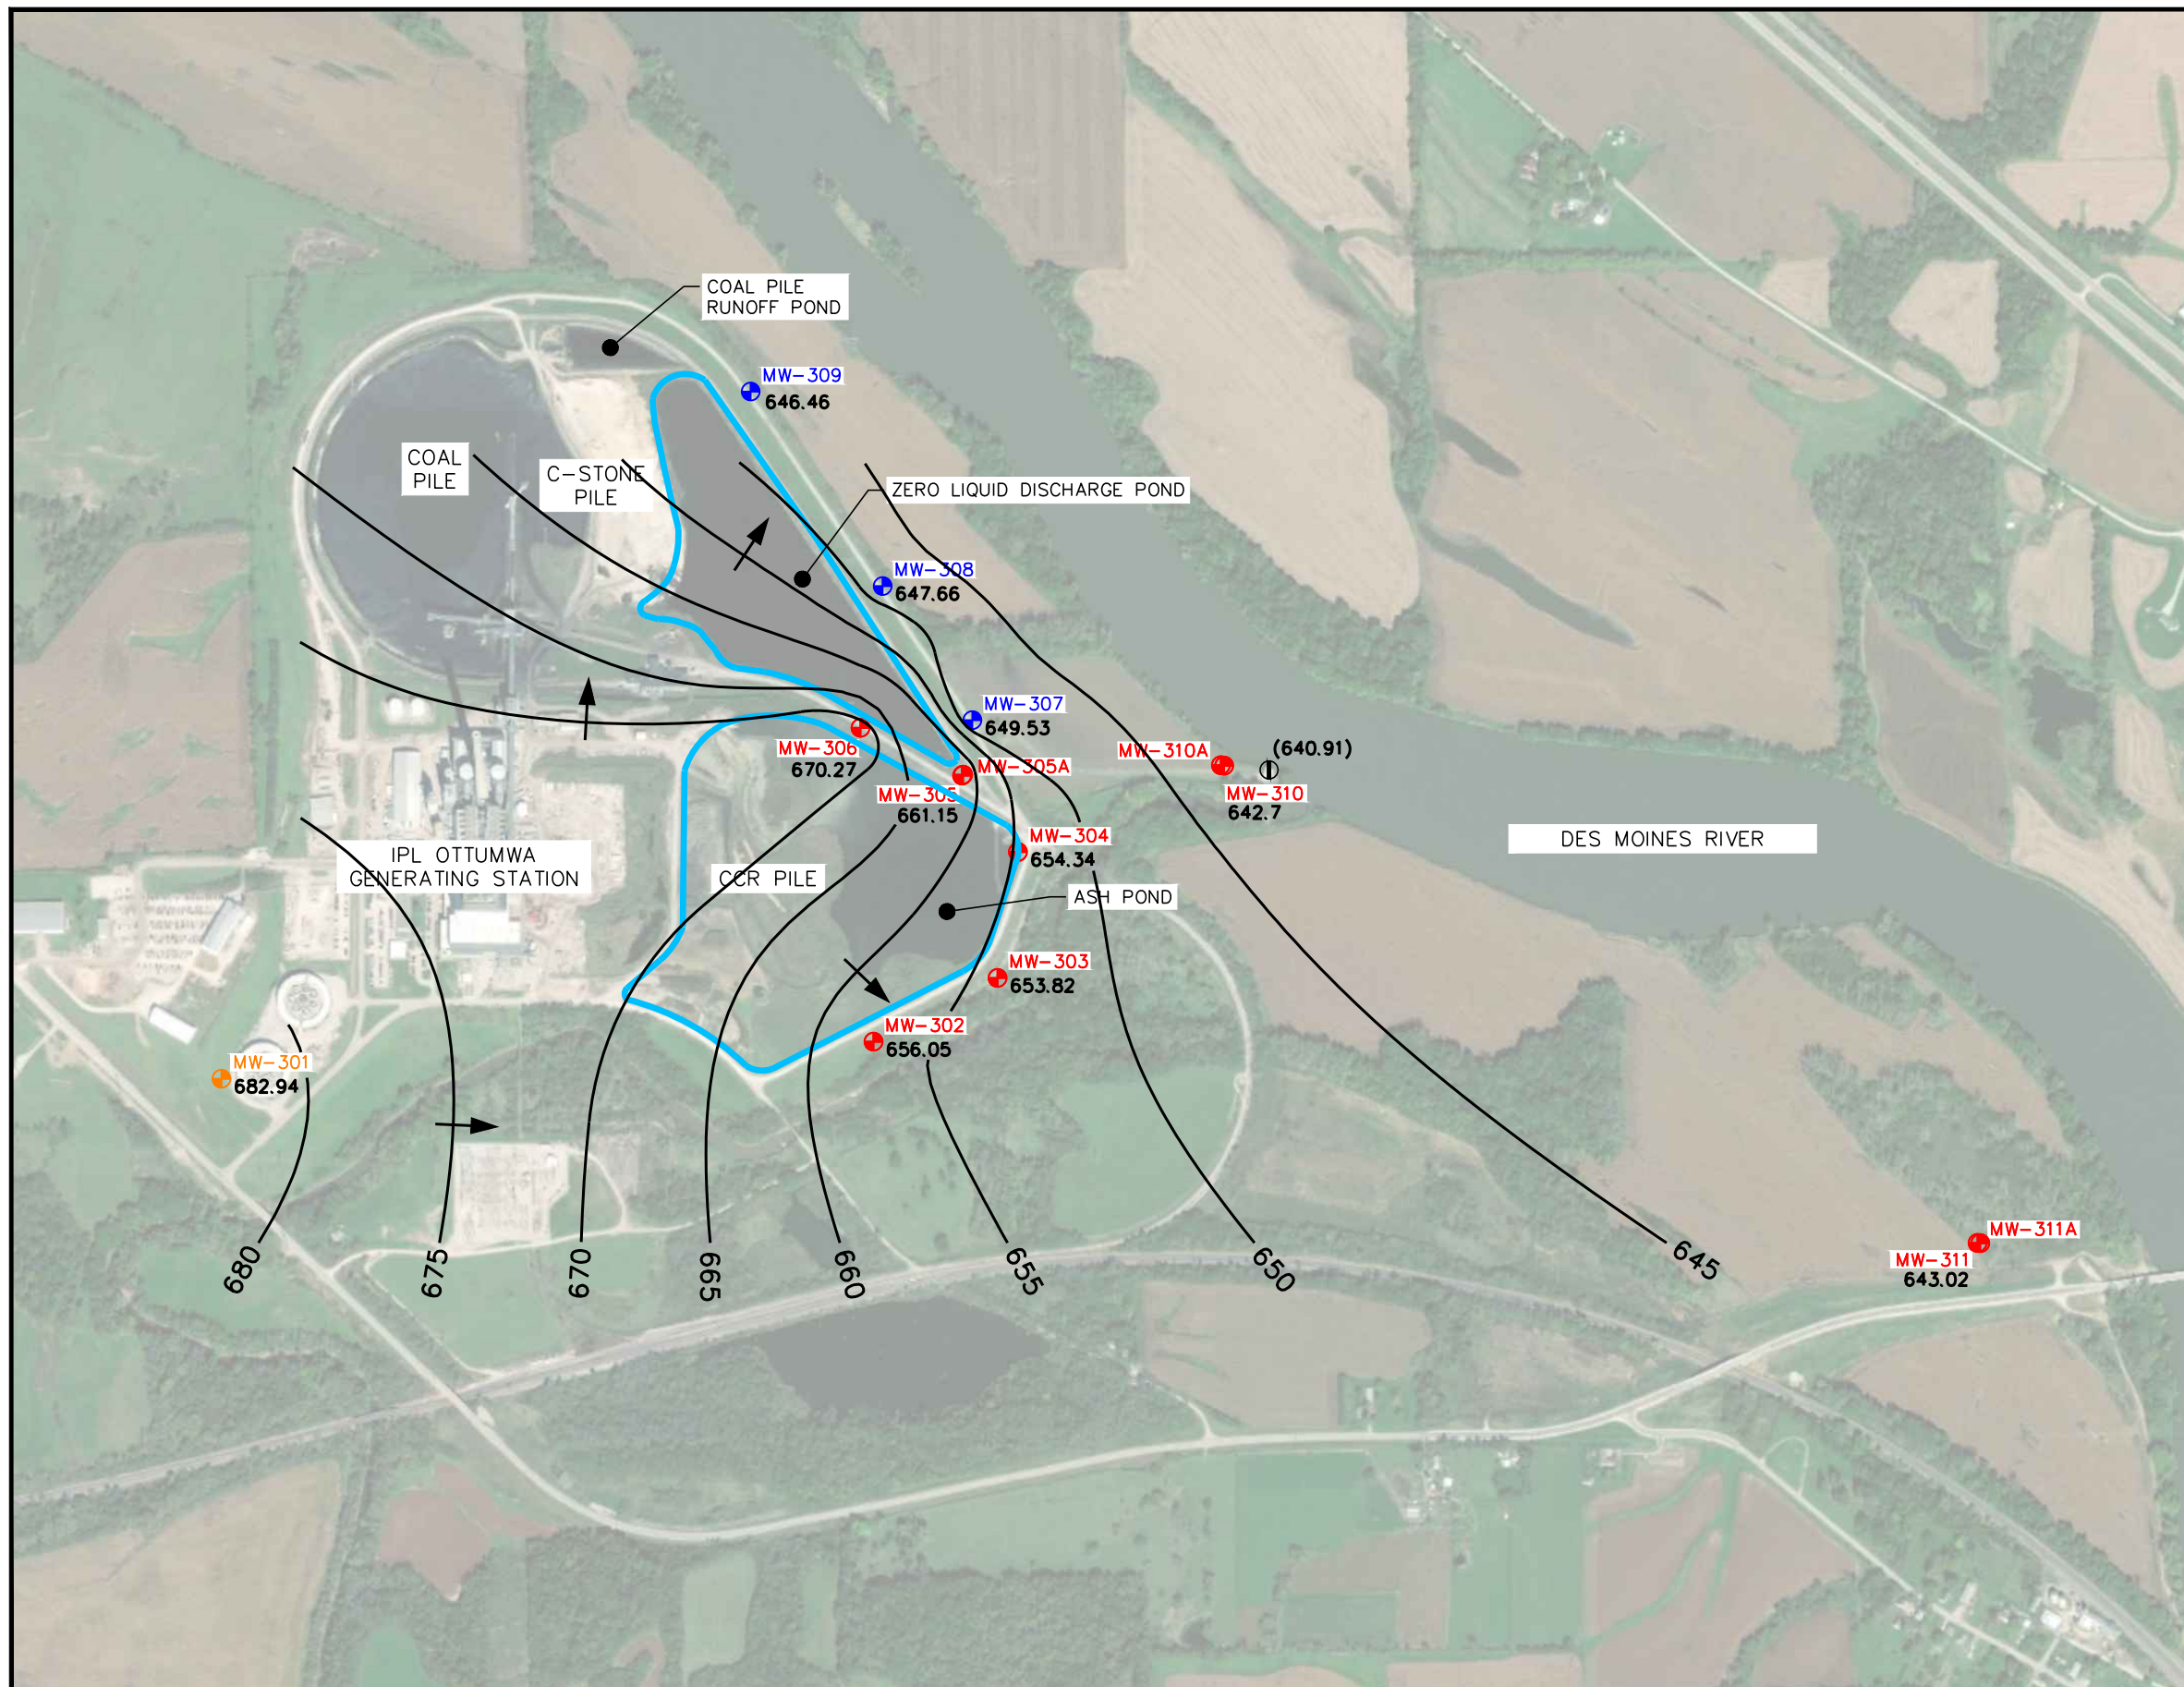 COAL PILE
RUNOFF POND
MW-309
646.46
COAL
PILE
C-STONE
PILE
ZERO LIQUID DISCHARGE POND
MW-308
647.66
MW-307
649.53
MW-306
670.27
MW-305A
MW-305
661.15
MW-310A
(640.91)
MW-310
642.7
MW-304
654.34
DES MOINES RIVER
IPL OTTUMWA
GENERATING STATION
CCR PILE
ASH POND
MW-303
653.82
MW-302
656.05
MW-301
682.94
MW-311A
MW-311
643.02
680
675
670
695
660
655
650
645